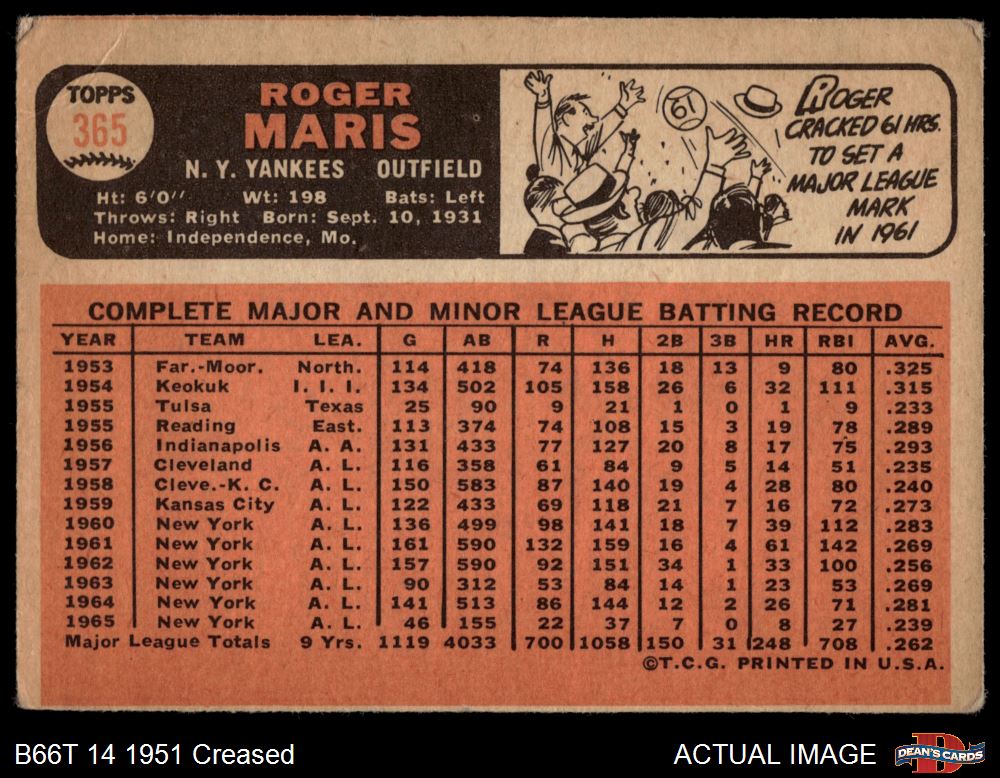 TOPPS
365
ROGER
MARIS
N. Y. YANKEES OUTFIELD
Ht: 6'0" Wt: 198 Bats: Left
Throws: Right Born: Sept. 10, 1931
Home: Independence, Mo.
61
ROGER
CRACKED 61 HRS.
TO SET A
MAJOR LEAGUE
MARK
IN 1961
COMPLETE MAJOR AND MINOR LEAGUE BATTING RECORD
YEAR TEAM LEA. G AB R H 2B 3B HR RBI AVG.
1953 Far.-Moor. North. 114 418 74 136 18 13 9 80 .325
1954 Keokuk I. I. I. 134 502 105 158 26 6 32 111 .315
1955 Tulsa Texas 25 90 9 21 1 0 1 9 .233
1955 Reading East. 113 374 74 108 15 3 19 78 .289
1956 Indianapolis A. A. 131 433 77 127 20 8 17 75 .293
1957 Cleveland A. L. 116 358 61 84 9 5 14 51 .235
1958 Cleve.-K. C. A. L. 150 583 87 140 19 4 28 80 .240
1959 Kansas City A. L. 122 433 69 118 21 7 16 72 .273
1960 New York A. L. 136 499 98 141 18 7 39 112 .283
1961 New York A. L. 161 590 132 159 16 4 61 142 .269
1962 New York A. L. 157 590 92 151 34 1 33 100 .256
1963 New York A. L. 90 312 53 84 14 1 23 53 .269
1964 New York A. L. 141 513 86 144 12 2 26 71 .281
1965 New York A. L. 46 155 22 37 7 0 8 27 .239
Major League Totals 9 Yrs. 1119 4033 700 1058 150 31 248 708 .262
©T.C.G. PRINTED IN U.S.A.
B66T 14 1951 Creased
ACTUAL IMAGE
DEAN'S CARDS